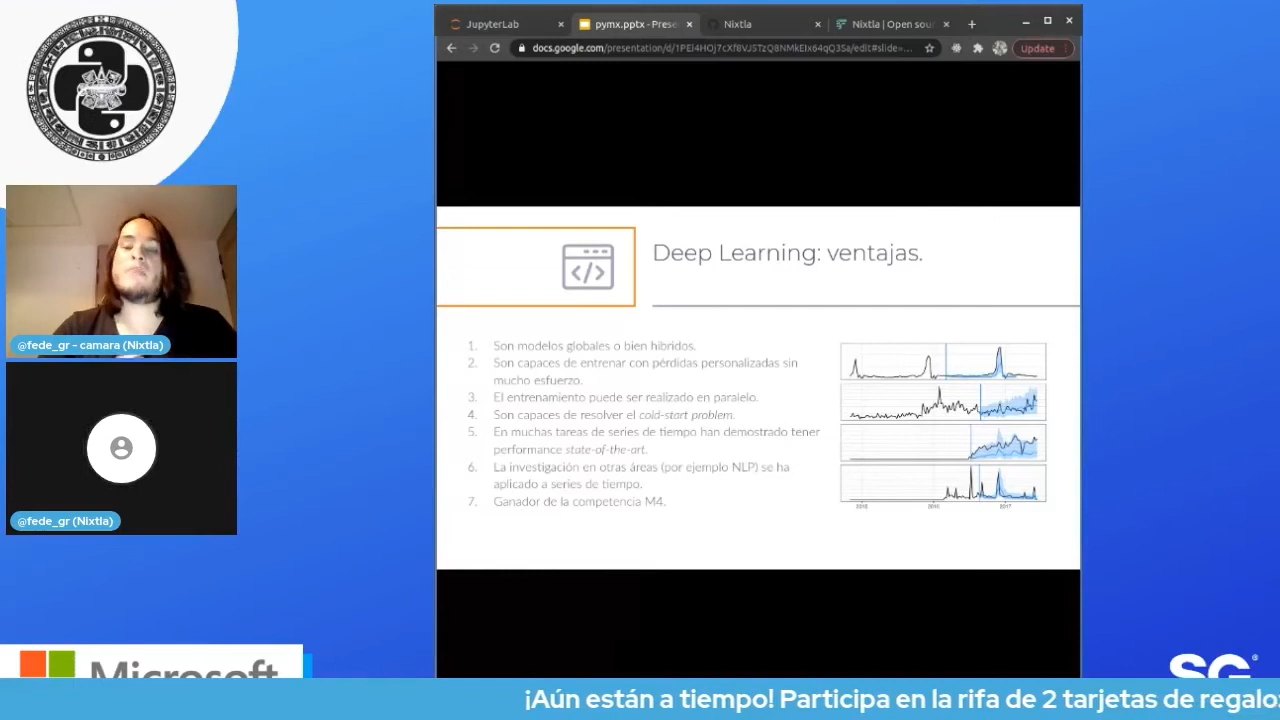 JupyterLab
pymx.pptx - Prese
Nixtla
Nixtla | Open sou
docs.google.com/presentation/d/1PEi4HOj7cXf8VJSTzQ8NMkEIx64qQ3Sa/edit#slide=...
Update
@fede_gr - camara (Nixtla)
@fede_gr (Nixtla)
Deep Learning: ventajas.
1. Son modelos globales o bien híbridos.
2. Son capaces de entrenar con pérdidas personalizadas sin
mucho esfuerzo.
3. El entrenamiento puede ser realizado en paralelo.
4. Son capaces de resolver el cold-start problem.
5. En muchas tareas de series de tiempo han demostrado tener
performance state-of-the-art.
6. La investigación en otras áreas (por ejemplo NLP) se ha
aplicado a series de tiempo.
7. Ganador de la competencia M4.
2015 2016 2017
Microsoft
SG
¡Aún están a tiempo! Participa en la rifa de 2 tarjetas de regalo: